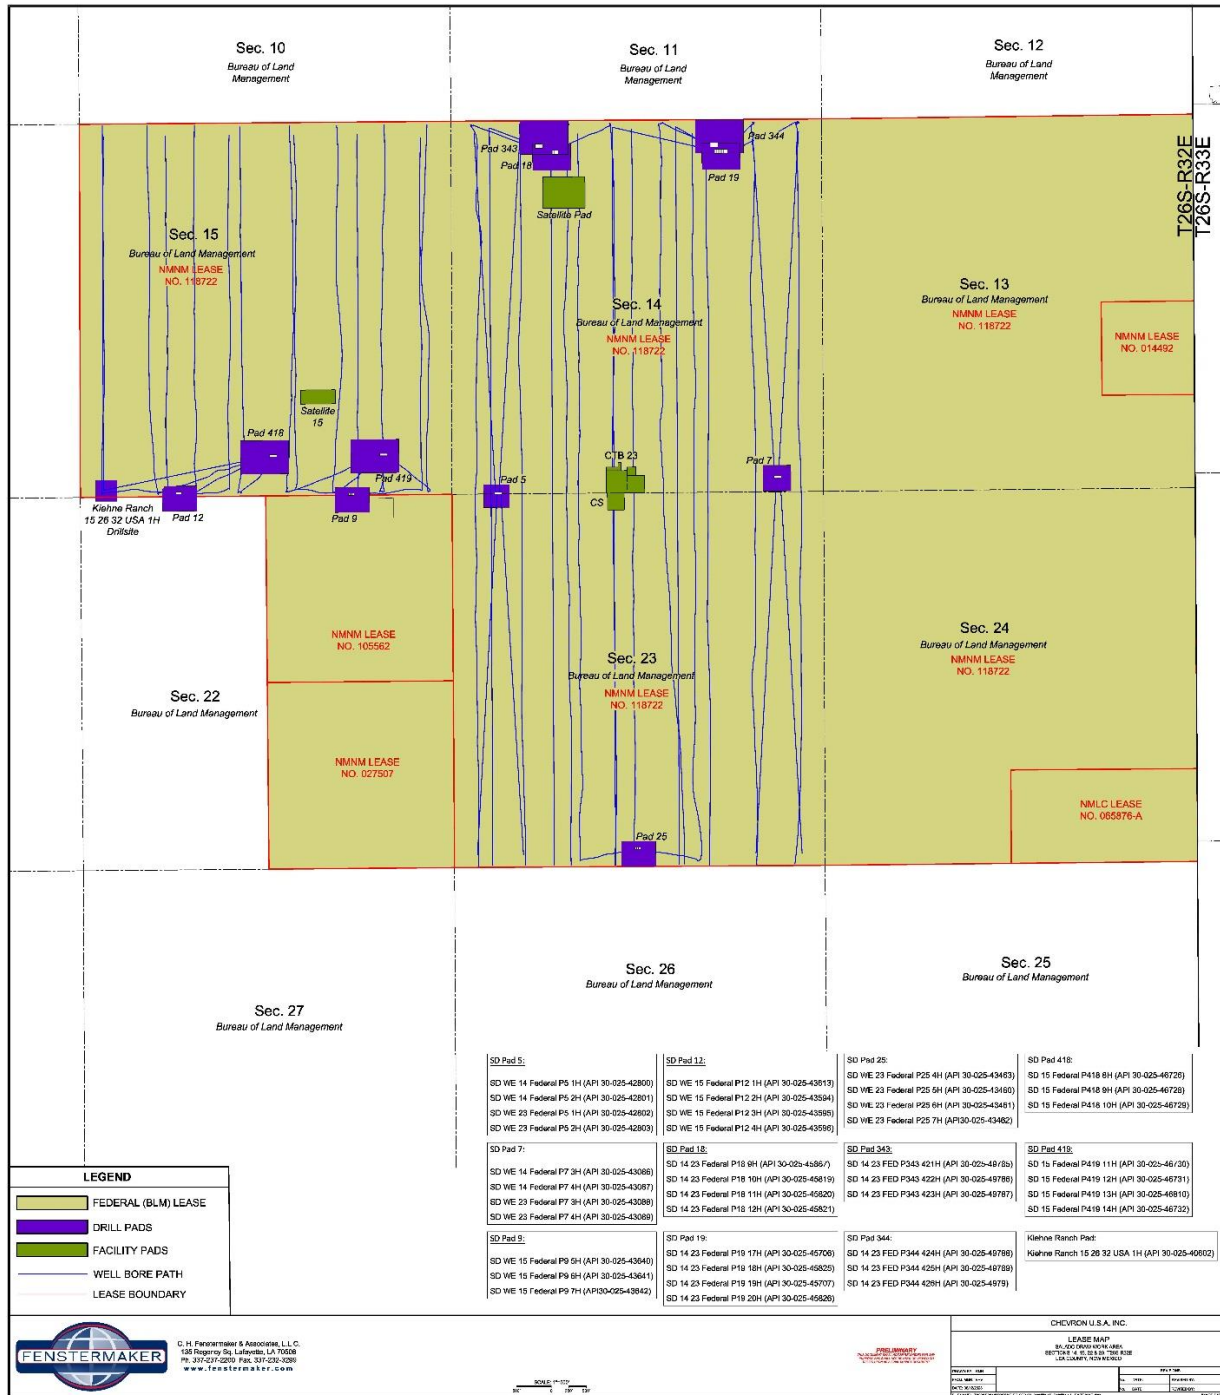 Sec. 10
Bureau of Land
Management
Sec. 11
Bureau of Land
Management
Sec. 12
Bureau of Land
Management
T26S-R32E
T26S-R33E
Pad 343
Pad 18
Satellite Pad
Pad 344
Pad 19
Sec. 15
Bureau of Land Management
NMNM LEASE
NO. 118722
Sec. 14
Bureau of Land Management
NMNM LEASE
NO. 118722
Sec. 13
Bureau of Land Management
NMNM LEASE
NO. 118722
NMNM LEASE
NO. 014492
Satellite
15
Pad 418
Pad 419
CTB 23
CS
Pad 7
Pad 5
Kiehne Ranch
15 26 32 USA 1H
Drillsite
Pad 12
Pad 9
NMNM LEASE
NO. 105562
Sec. 23
Bureau of Land Management
NMNM LEASE
NO. 118722
Sec. 24
Bureau of Land Management
NMNM LEASE
NO. 118722
Sec. 22
Bureau of Land Management
NMNM LEASE
NO. 027507
NMLC LEASE
NO. 065876-A
Pad 25
Sec. 27
Bureau of Land Management
Sec. 26
Bureau of Land Management
Sec. 25
Bureau of Land Management
SD Pad 5:
SD WE 14 Federal P5 1H (API 30-025-42800)
SD WE 14 Federal P5 2H (API 30-025-42801)
SD WE 23 Federal P5 1H (API 30-025-42802)
SD WE 23 Federal P5 2H (API 30-025-42803)
SD Pad 12:
SD WE 15 Federal P12 1H (API 30-025-43613)
SD WE 15 Federal P12 2H (API 30-025-43594)
SD WE 15 Federal P12 3H (API 30-025-43595)
SD WE 15 Federal P12 4H (API 30-025-43596)
SD Pad 25:
SD WE 23 Federal P25 4H (API 30-025-43463)
SD WE 23 Federal P25 5H (API 30-025-43460)
SD WE 23 Federal P25 6H (API 30-025-43461)
SD WE 23 Federal P25 7H (API 30-025-43462)
SD Pad 418:
SD 15 Federal P418 8H (API 30-025-46726)
SD 15 Federal P418 9H (API 30-025-46728)
SD 15 Federal P418 10H (API 30-025-46729)
SD Pad 7:
SD WE 14 Federal P7 3H (API 30-025-43086)
SD WE 14 Federal P7 4H (API 30-025-43087)
SD WE 23 Federal P7 3H (API 30-025-43088)
SD WE 23 Federal P7 4H (API 30-025-43089)
SD Pad 18:
SD 14 23 Federal P18 9H (API 30-025-45867)
SD 14 23 Federal P18 10H (API 30-025-45819)
SD 14 23 Federal P18 11H (API 30-025-45820)
SD 14 23 Federal P18 12H (API 30-025-45821)
SD Pad 343:
SD 14 23 FED P343 421H (API 30-025-49785)
SD 14 23 FED P343 422H (API 30-025-49786)
SD 14 23 FED P343 423H (API 30-025-49787)
SD Pad 419:
SD 15 Federal P419 11H (API 30-025-46730)
SD 15 Federal P419 12H (API 30-025-46731)
SD 15 Federal P419 13H (API 30-025-46810)
SD 15 Federal P419 14H (API 30-025-46732)
SD Pad 9:
SD WE 15 Federal P9 5H (API 30-025-43640)
SD WE 15 Federal P9 6H (API 30-025-43641)
SD WE 15 Federal P9 7H (API30-025-43642)
SD Pad 19:
SD 14 23 Federal P19 17H (API 30-025-45706)
SD 14 23 Federal P19 18H (API 30-025-45825)
SD 14 23 Federal P19 19H (API 30-025-45707)
SD 14 23 Federal P19 20H (API 30-025-45826)
SD Pad 344:
SD 14 23 FED P344 424H (API 30-025-49788)
SD 14 23 FED P344 425H (API 30-025-49789)
SD 14 23 FED P344 426H (API 30-025-4979)
Kiehne Ranch Pad:
Kiehne Ranch 15 26 32 USA 1H (API 30-025-40602)
LEGEND
FEDERAL (BLM) LEASE
DRILL PADS
FACILITY PADS
WELL BORE PATH
LEASE BOUNDARY
FENSTERMAKER
C. H. Fenstermaker & Associates, L.L.C.
135 Regency Sq. Lafayette, LA 70508
Ph. 337-237-2200 Fax. 337-232-3299
www.fenstermaker.com
PRELIMINARY
CHEVRON U.S.A. INC.
LEASE MAP
LEA COUNTY, NEW MEXICO